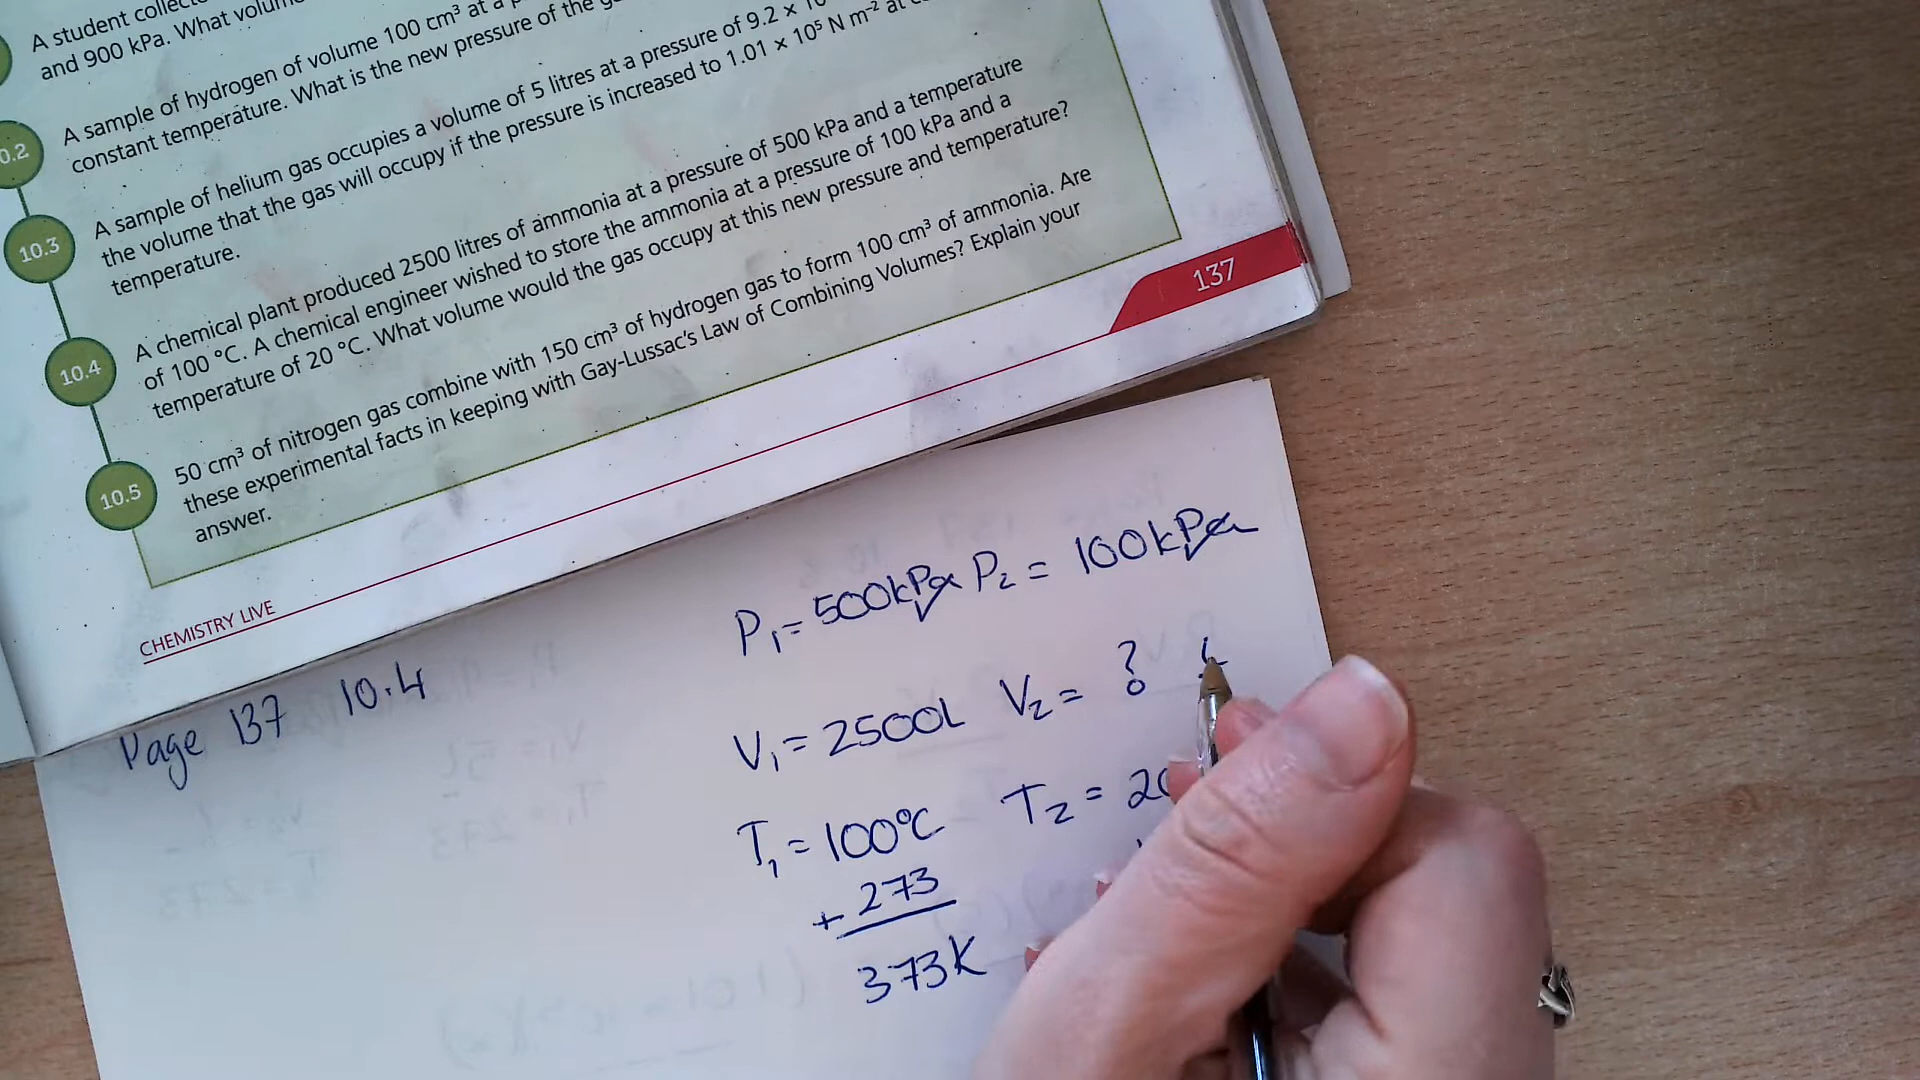 A student collect
and 900 kPa. What volum
0.2
A sample of hydrogen of volume 100 cm³ at a
constant temperature. What is the new pressure of the
10.3
A sample of helium gas occupies a volume of 5 litres at a pressure of 9.2 × 10
the volume that the gas will occupy if the pressure is increased to 1.01 × 10⁵ N m⁻² at
temperature.
10.4
A chemical plant produced 2500 litres of ammonia at a pressure of 500 kPa and a temperature
of 100 °C. A chemical engineer wished to store the ammonia at a pressure of 100 kPa and a
temperature of 20 °C. What volume would the gas occupy at this new pressure and temperature?
10.5
50 cm³ of nitrogen gas combine with 150 cm³ of hydrogen gas to form 100 cm³ of ammonia. Are
these experimental facts in keeping with Gay-Lussac's Law of Combining Volumes? Explain your
answer.
137
CHEMISTRY LIVE
Page 137 10.4
P₁ = 500kPa P₂ = 100kPa
V₁ = 2500L V₂ = ?
T₁ = 100°C T₂ = 20
+ 273
373K